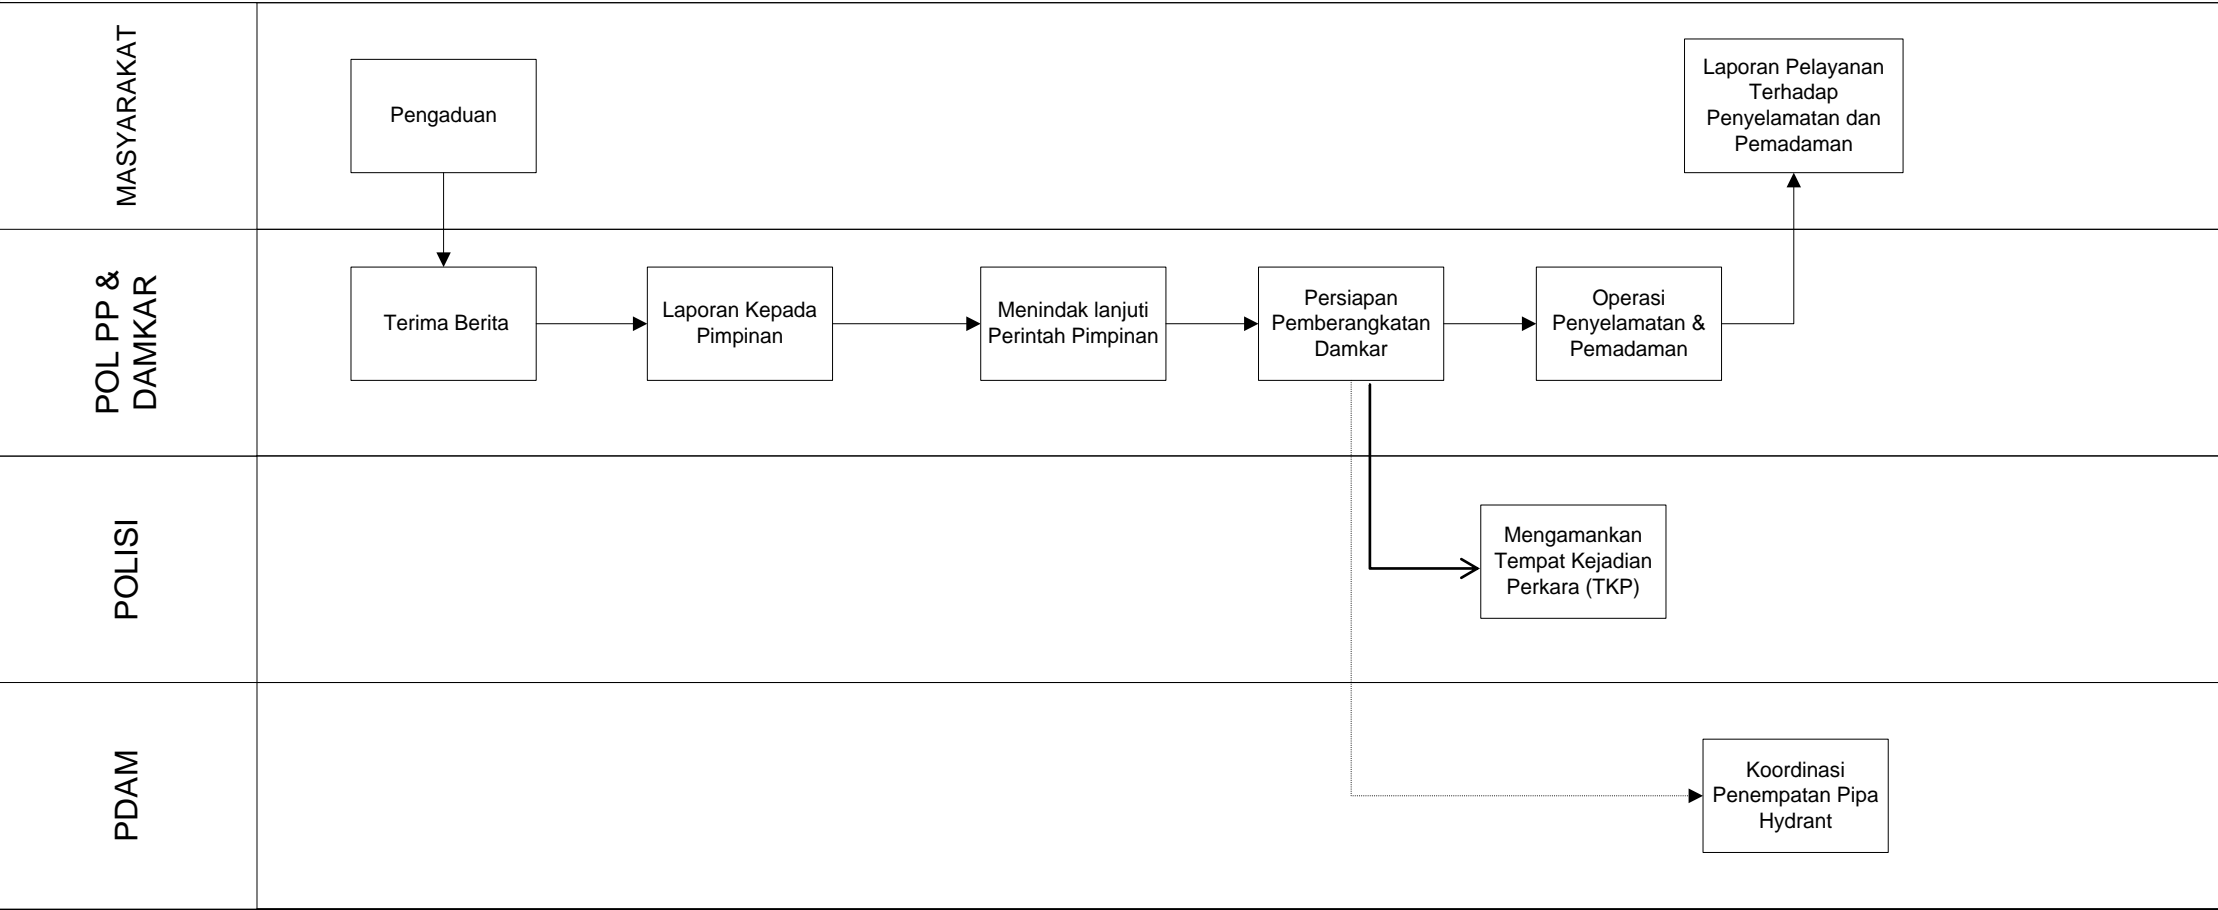 MASYARAKAT
Pengaduan
Laporan Pelayanan
Terhadap
Penyelamatan dan
Pemadaman
POL PP &
DAMKAR
Terima Berita
Laporan Kepada
Pimpinan
Menindak lanjuti
Perintah Pimpinan
Persiapan
Pemberangkatan
Damkar
Operasi
Penyelamatan &
Pemadaman
POLISI
Mengamankan
Tempat Kejadian
Perkara (TKP)
PDAM
Koordinasi
Penempatan Pipa
Hydrant